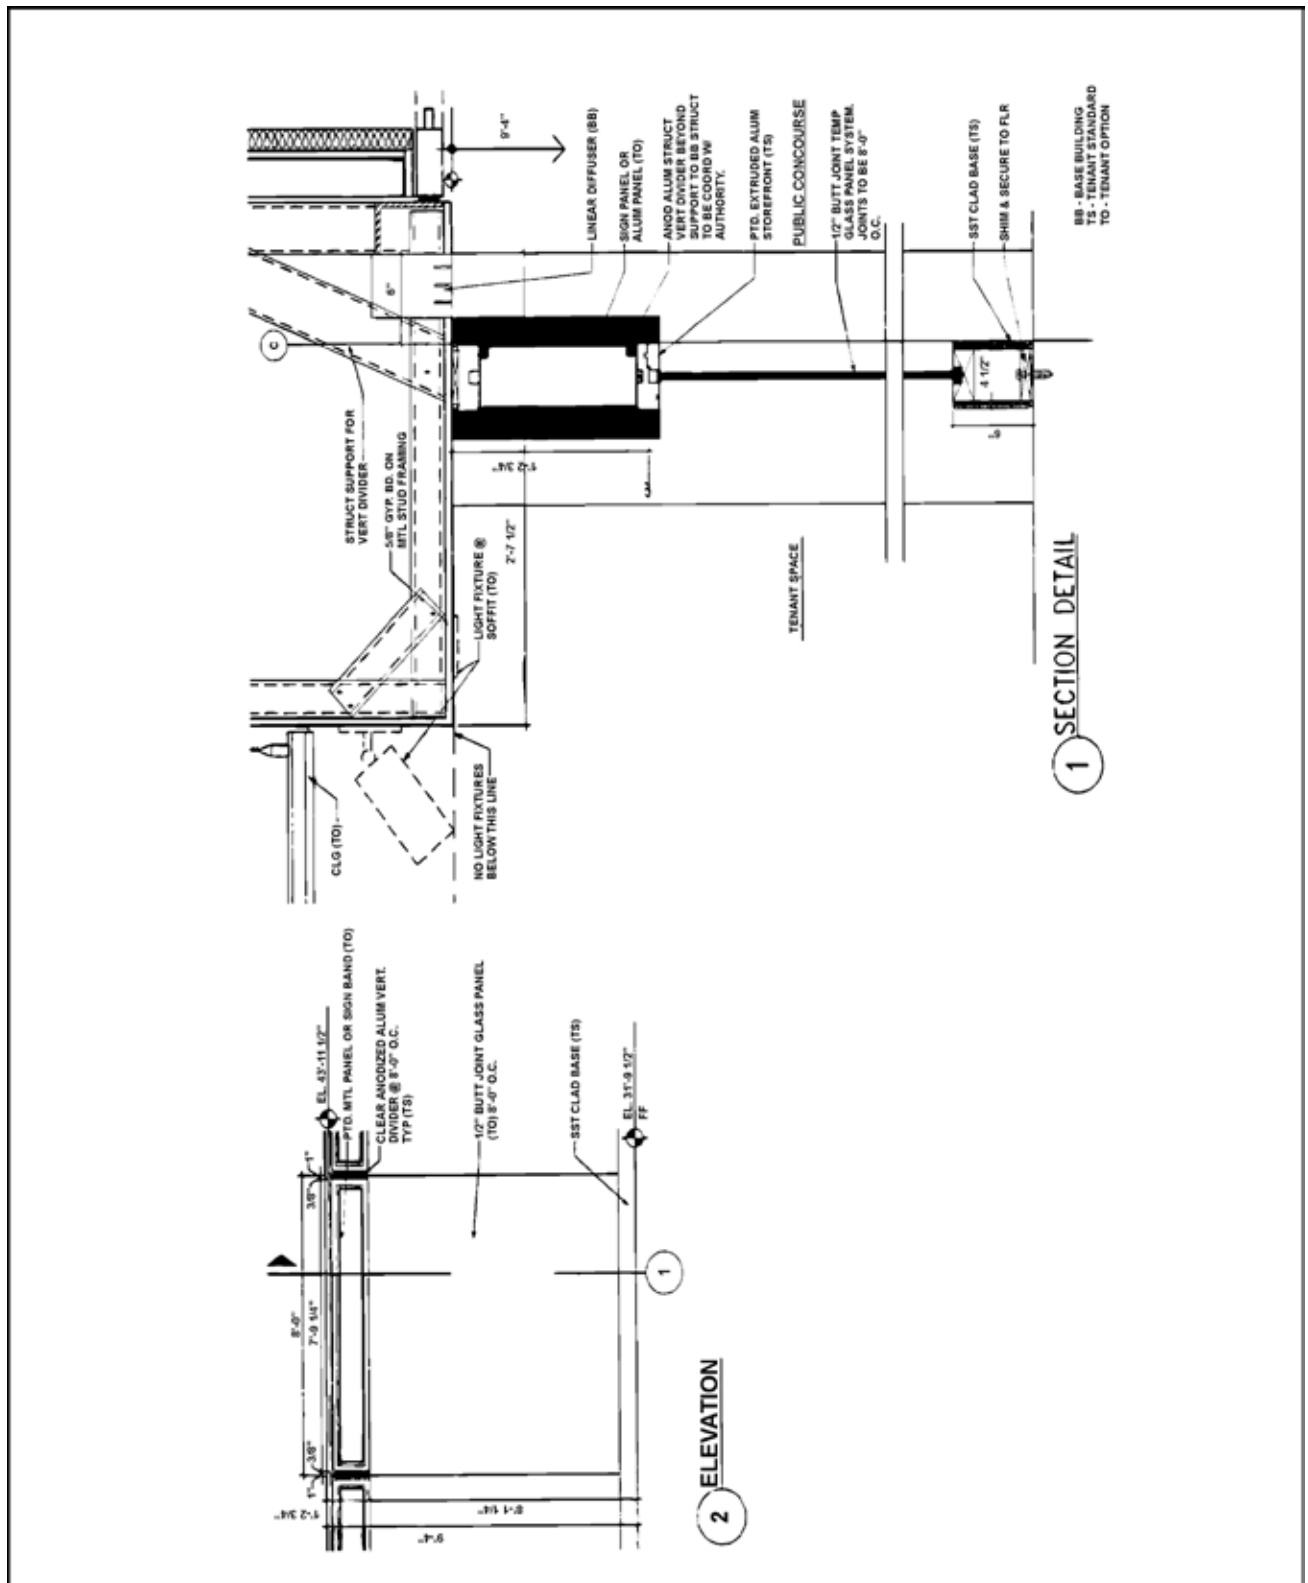 EL. 43'-11 1/2"
PTD. MTL PANEL OR SIGN BAND (TO)
CLEAR ANODIZED ALUM VERT.
DIVIDER @ 8'-0" O.C.
TYP (TS)
1/2" BUTT JOINT GLASS PANEL
(TO) 8'-0" O.C.
SST CLAD BASE (TS)
EL. 31'-9 1/2"
FF
1"
3/8"
8'-0"
7'-9 1/4"
3/8"
1"
1'-2 3/4"
8'-1 1/4"
9'-4"
1
2
ELEVATION
C
STRUCT SUPPORT FOR
VERT DIVIDER
5/8" GYP. BD. ON
MTL STUD FRAMING
CLG (TO)
LIGHT FIXTURE @
SOFFIT (TO)
NO LIGHT FIXTURES
BELOW THIS LINE
2'-7 1/2"
1'-2 3/4"
6"
9'-4"
LINEAR DIFFUSER (BB)
SIGN PANEL OR
ALUM PANEL (TO)
ANOD ALUM STRUCT
VERT DIVIDER BEYOND
SUPPORT TO BB STRUCT
TO BE COORD W/
AUTHORITY.
PTD. EXTRUDED ALUM
STOREFRONT (TS)
PUBLIC CONCOURSE
1/2" BUTT JOINT TEMP
GLASS PANEL SYSTEM.
JOINTS TO BE 8'-0"
O.C.
SST CLAD BASE (TS)
SHIM & SECURE TO FLR
4 1/2"
6"
TENANT SPACE
BB - BASE BUILDING
TS - TENANT STANDARD
TO - TENANT OPTION
1
SECTION DETAIL